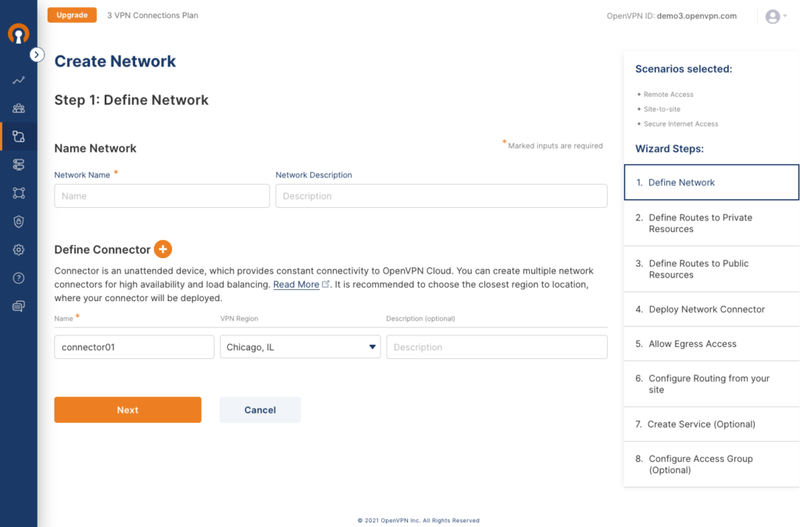 Upgrade
3 VPN Connections Plan
OpenVPN ID: demo3.openvpn.com
Create Network
Step 1: Define Network
Name Network
* Marked inputs are required
Network Name *
Network Description
Name
Description
Define Connector
Connector is an unattended device, which provides constant connectivity to OpenVPN Cloud. You can create multiple network
connectors for high availability and load balancing. Read More. It is recommended to choose the closest region to location,
where your connector will be deployed.
Name *
VPN Region
Description (optional)
connector01
Chicago, IL
Description
Next
Cancel
Scenarios selected:
• Remote Access
• Site-to-site
• Secure Internet Access
Wizard Steps:
1. Define Network
2. Define Routes to Private
Resources
3. Define Routes to Public
Resources
4. Deploy Network Connector
5. Allow Egress Access
6. Configure Routing from your
site
7. Create Service (Optional)
8. Configure Access Group
(Optional)
© 2021 OpenVPN Inc. All Rights Reserved